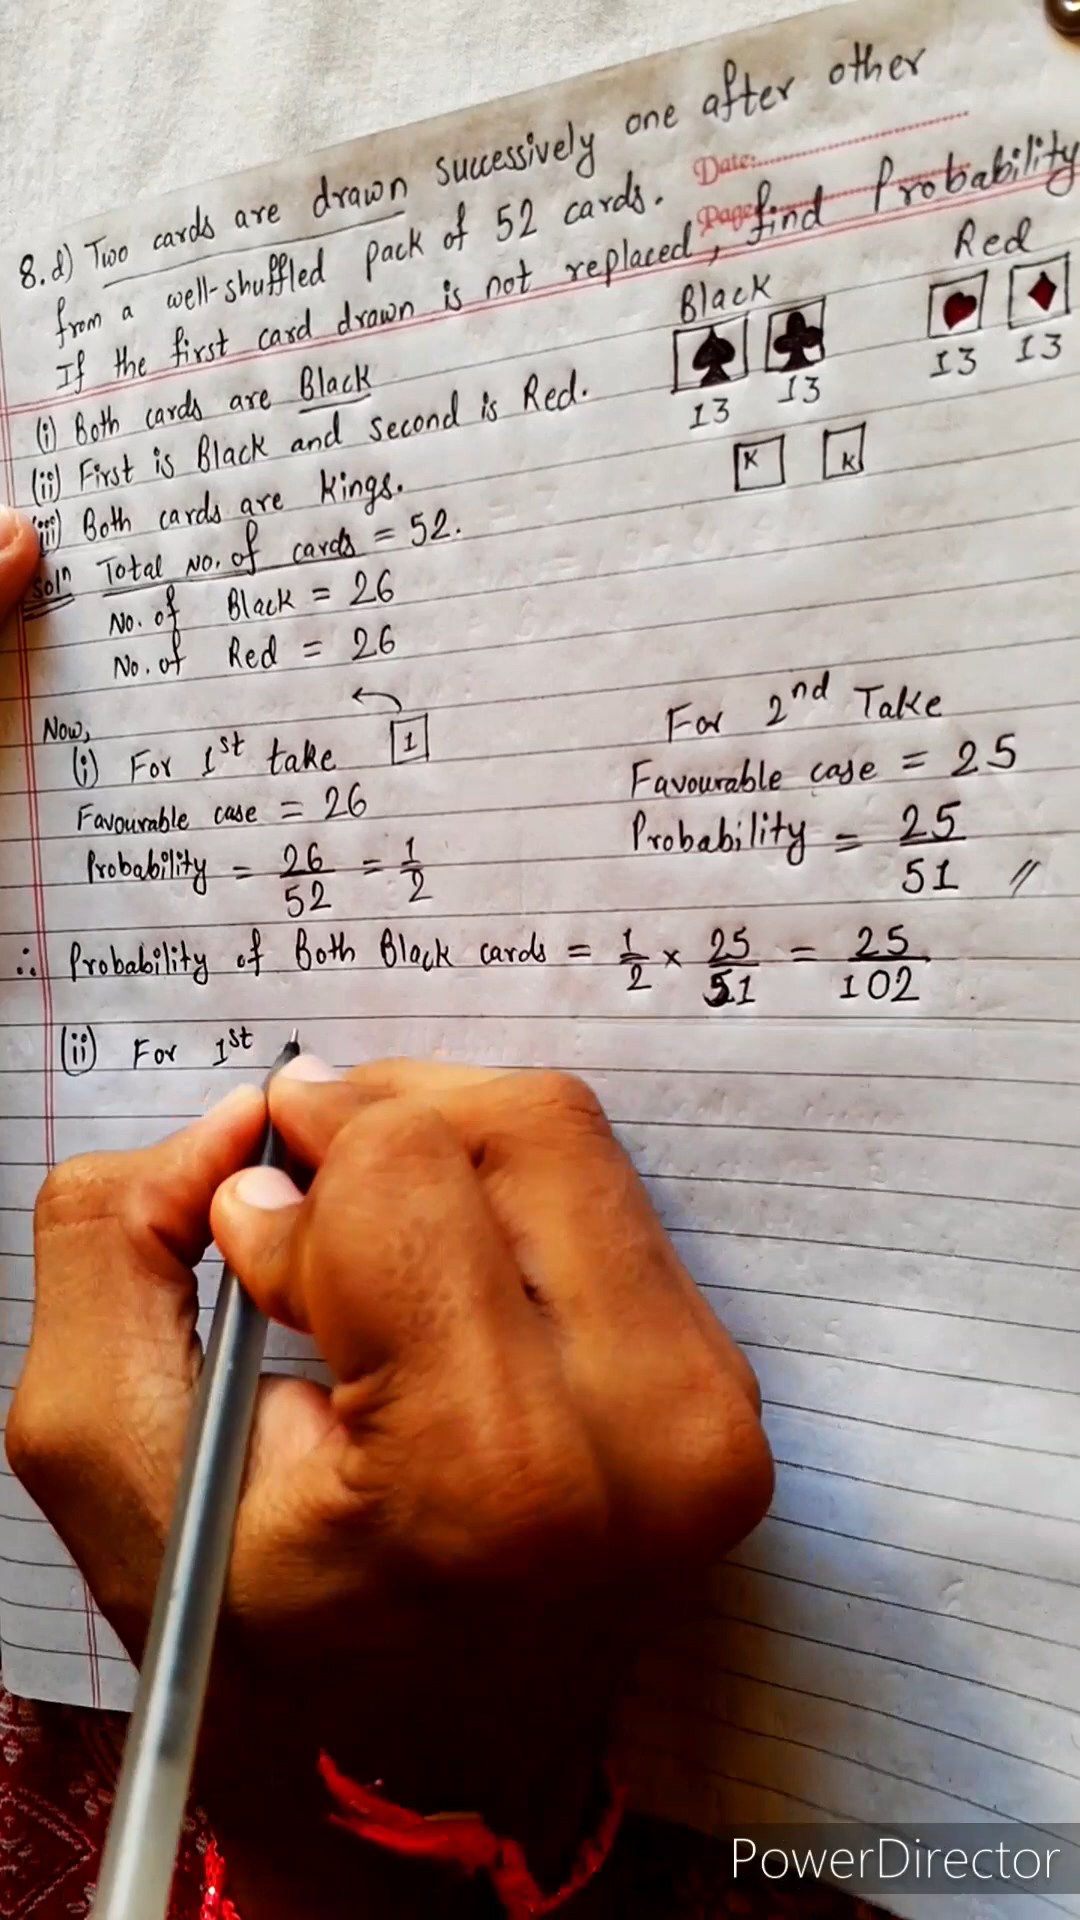 8.d) Two cards are drawn successively one after other
from a well-shuffled pack of 52 cards.
Date:
Page
If the first card drawn is not replaced, find Probability
Black
Red
13
13
13
13
(i) Both cards are Black
(ii) First is Black and second is Red.
K
K
(iii) Both cards are kings.
Soln Total No. of cards = 52.
No. of Black = 26
No. of Red = 26
Now,
(i) For 1st take
1
Favourable case = 26
Probability = 26/52 = 1/2
For 2nd Take
Favourable case = 25
Probability = 25/51 //
∴ Probability of Both Black cards = 1/2 × 25/51 = 25/102
(ii) For 1st
PowerDirector